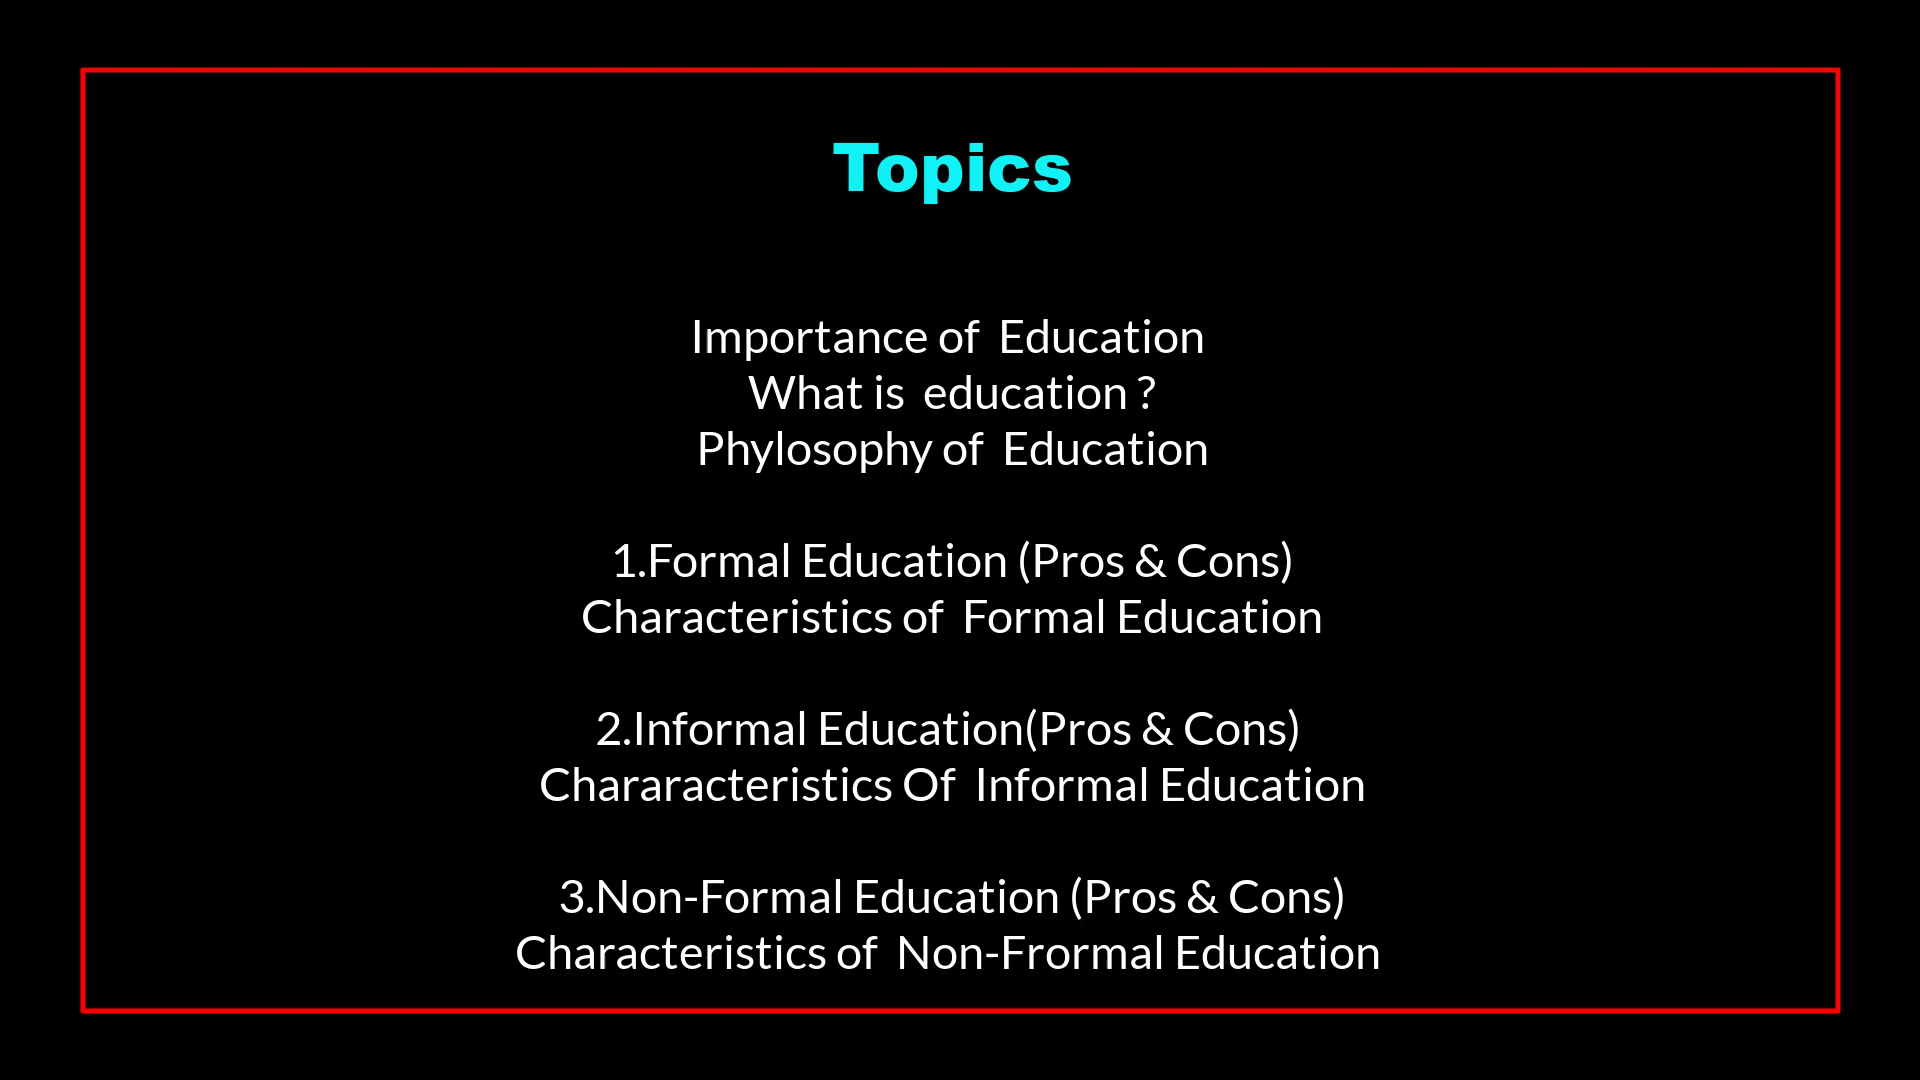 Topics
Importance of  Education
What is  education ?
Phylosophy of  Education
1.Formal Education (Pros & Cons)
Characteristics of  Formal Education
2.Informal Education(Pros & Cons)
Chararacteristics Of  Informal Education
3.Non-Formal Education (Pros & Cons)
Characteristics of  Non-Frormal Education